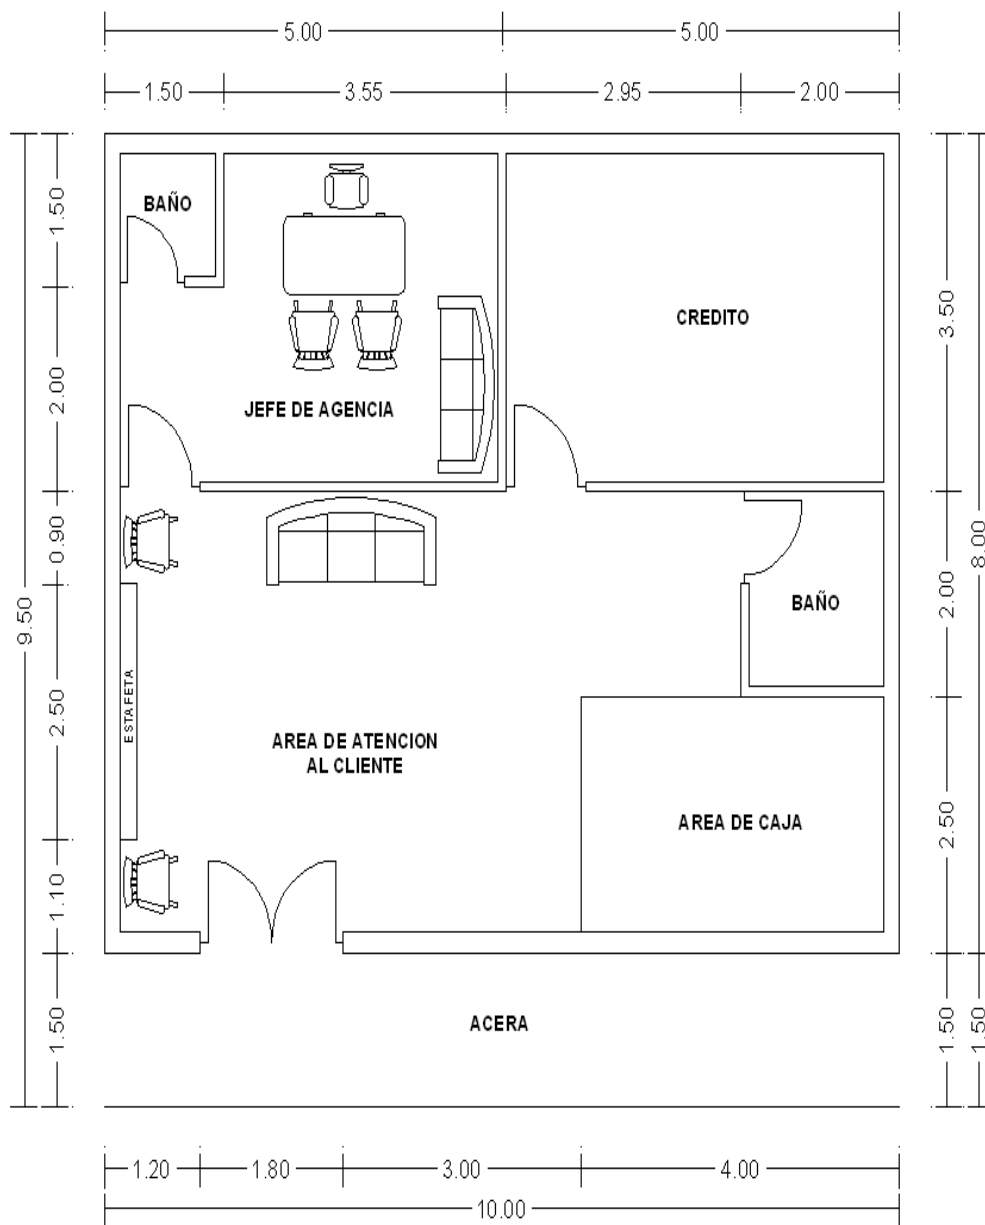 5.00
5.00
1.50
3.55
2.95
2.00
BAÑO
1.50
CREDITO
3.50
2.00
JEFE DE AGENCIA
0.90
8.00
9.50
BAÑO
2.00
ESTAFETA
2.50
AREA DE ATENCION
AL CLIENTE
AREA DE CAJA
2.50
1.10
ACERA
1.50
1.50
1.50
1.20
1.80
3.00
4.00
10.00